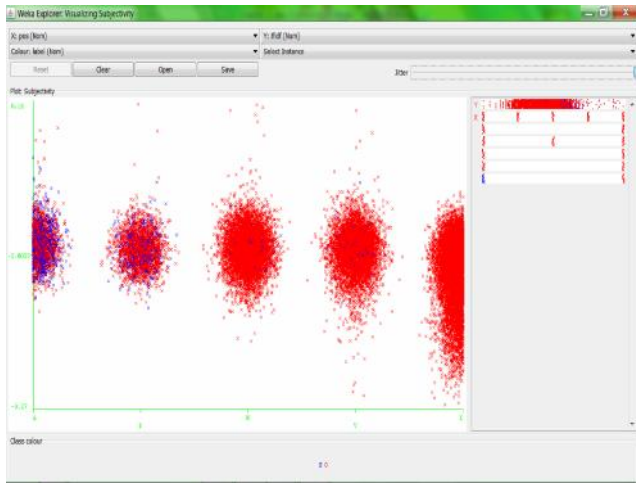 Weka Explorer: Visualizing Subjectivity
X: pos (Nom) Y: tfidf (Num)
Colour: label (Nom) Select Instance
Reset Clear Open Save Jitter
Plot: Subjectivity
Y
X
A N V
Class colour